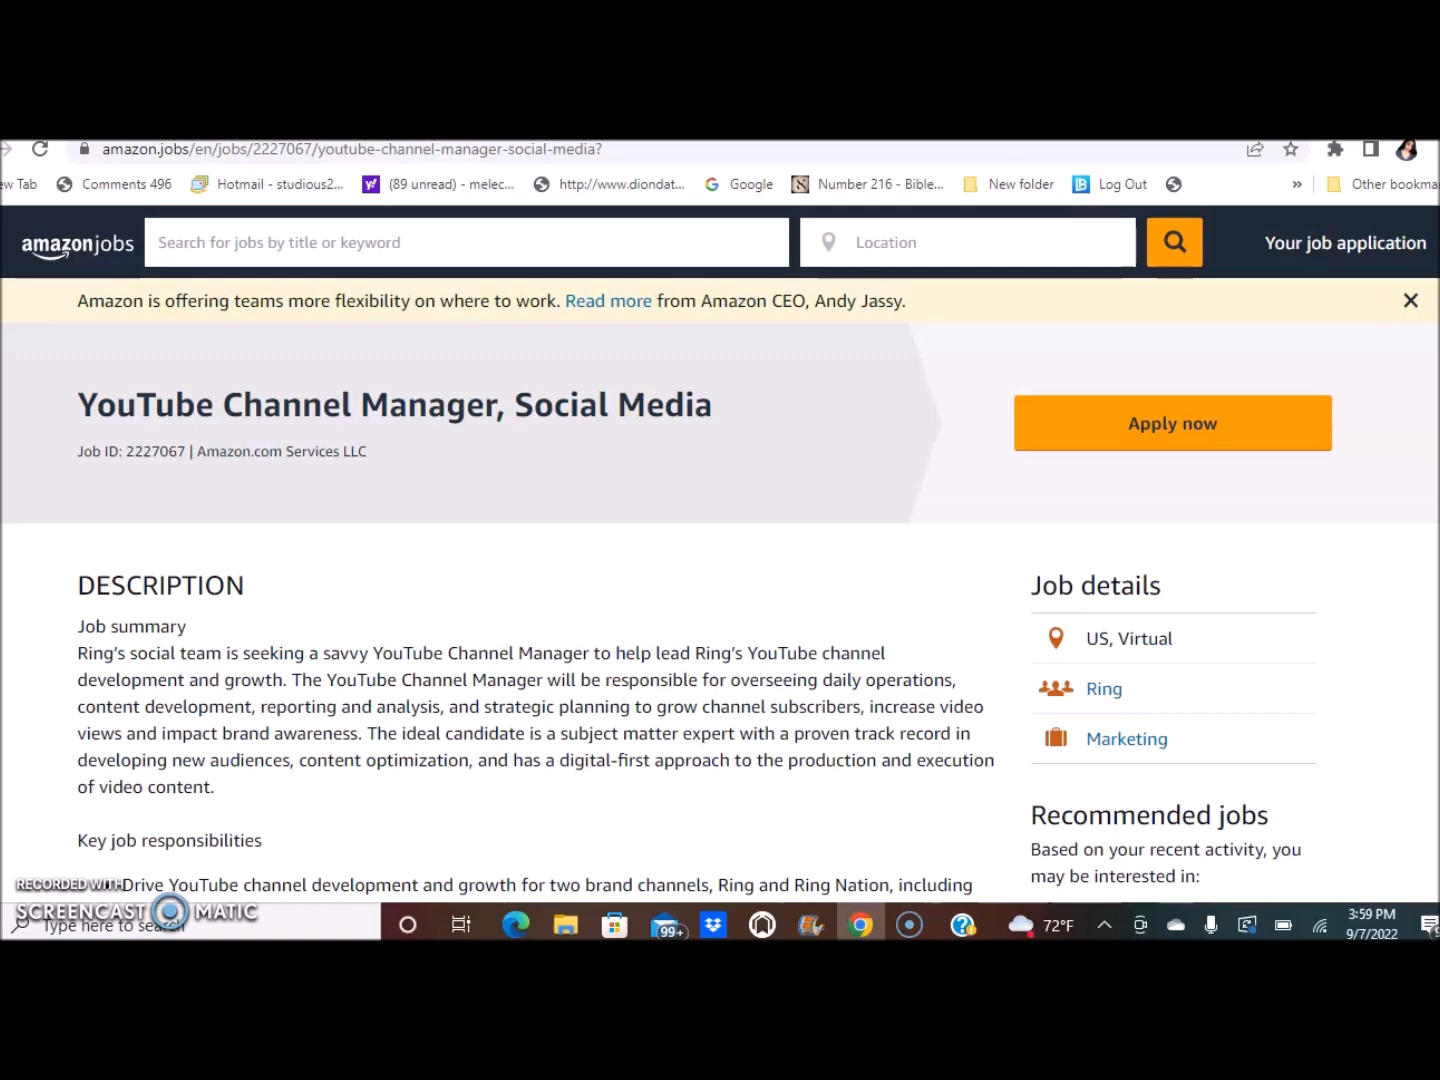 amazon.jobs/en/jobs/2227067/youtube-channel-manager-social-media?
ew Tab Comments 496 Hotmail - studious2... (89 unread) - melec... http://www.diondat... Google Number 216 - Bible... New folder Log Out » Other bookma
amazonjobs Search for jobs by title or keyword Location Your job application
Amazon is offering teams more flexibility on where to work. Read more from Amazon CEO, Andy Jassy.
YouTube Channel Manager, Social Media
Job ID: 2227067 | Amazon.com Services LLC
Apply now
DESCRIPTION
Job summary
Ring’s social team is seeking a savvy YouTube Channel Manager to help lead Ring’s YouTube channel
development and growth. The YouTube Channel Manager will be responsible for overseeing daily operations,
content development, reporting and analysis, and strategic planning to grow channel subscribers, increase video
views and impact brand awareness. The ideal candidate is a subject matter expert with a proven track record in
developing new audiences, content optimization, and has a digital-first approach to the production and execution
of video content.
Key job responsibilities
Drive YouTube channel development and growth for two brand channels, Ring and Ring Nation, including
Job details
US, Virtual
Ring
Marketing
Recommended jobs
Based on your recent activity, you
may be interested in:
RECORDED WITH
SCREENCAST MATIC
Type here to search
99+
72°F
3:59 PM
9/7/2022